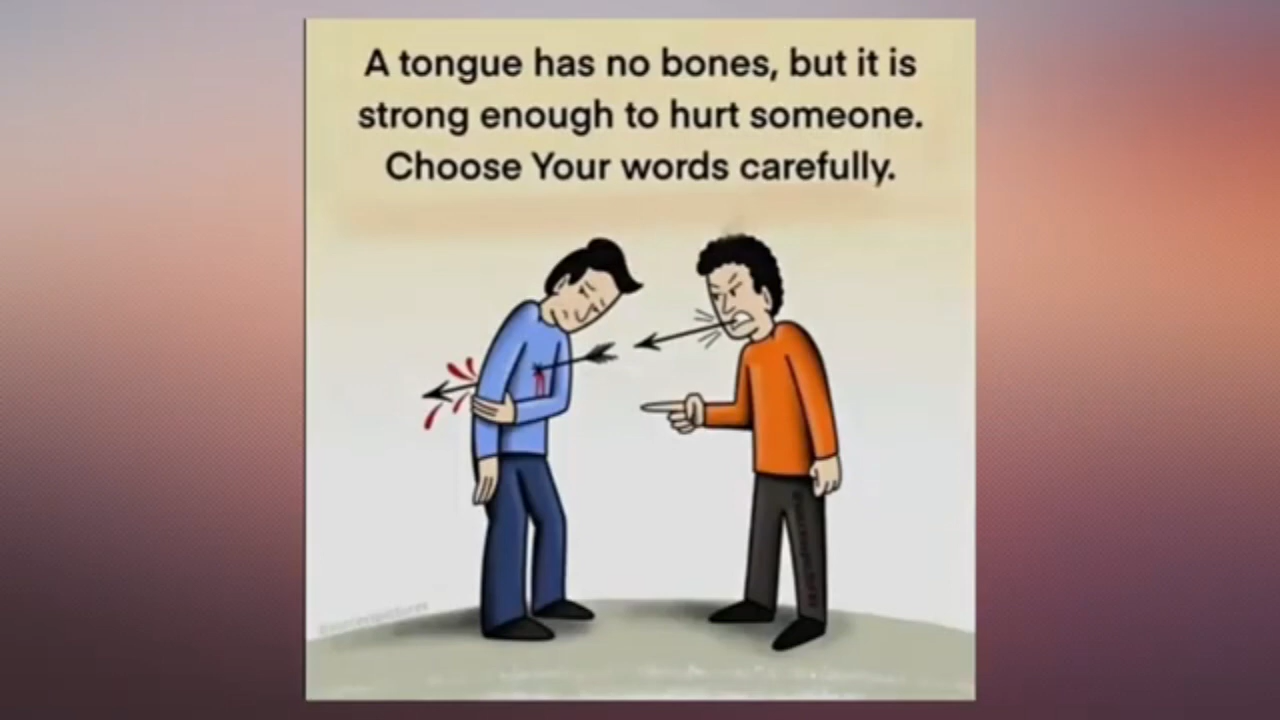 A tongue has no bones, but it is
strong enough to hurt someone.
Choose Your words carefully.